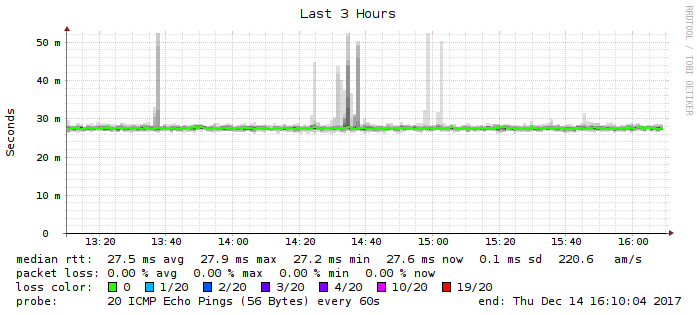 Last 3 Hours
RRDTOOL / TOBI OETIKER
Seconds
50 m
40 m
30 m
20 m
10 m
0
13:20 13:40 14:00 14:20 14:40 15:00 15:20 15:40 16:00
median rtt: 27.5 ms avg 27.9 ms max 27.2 ms min 27.6 ms now 0.1 ms sd 220.6 am/s
packet loss: 0.00 % avg 0.00 % max 0.00 % min 0.00 % now
loss color: 0 1/20 2/20 3/20 4/20 10/20 19/20
probe: 20 ICMP Echo Pings (56 Bytes) every 60s end: Thu Dec 14 16:10:04 2017